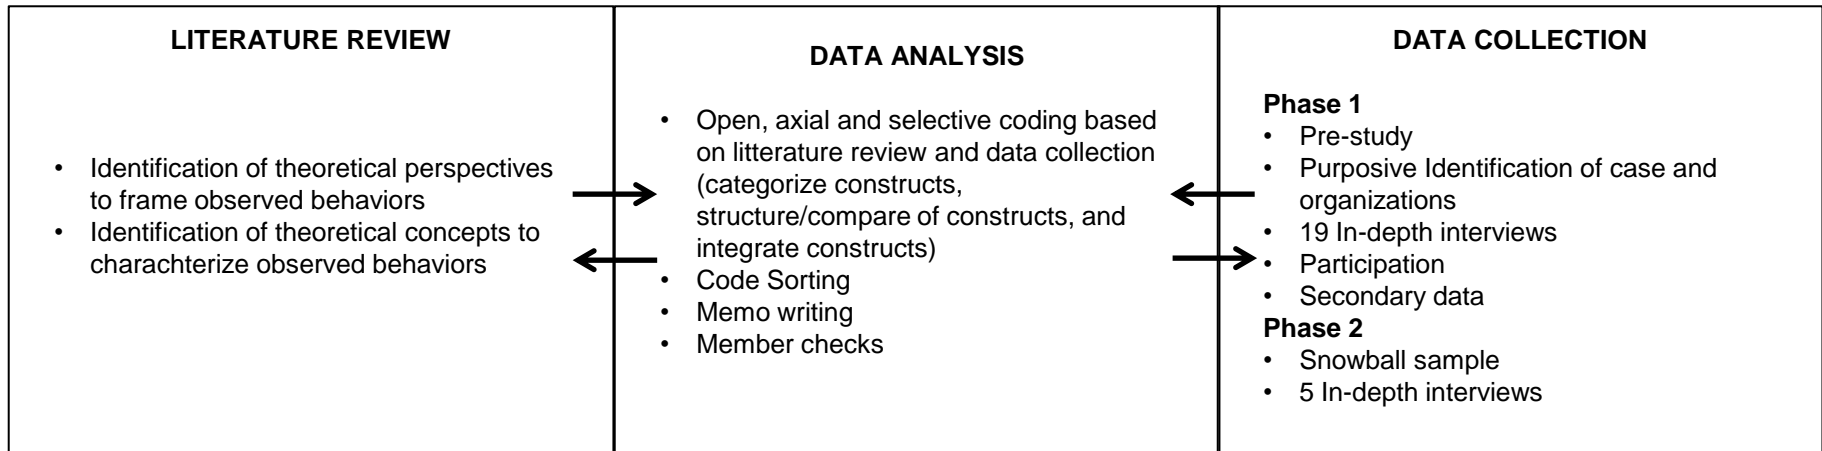 LITERATURE REVIEW
• Identification of theoretical perspectives
to frame observed behaviors
• Identification of theoretical concepts to
charachterize observed behaviors
DATA ANALYSIS
• Open, axial and selective coding based
on litterature review and data collection
(categorize constructs,
structure/compare of constructs, and
integrate constructs)
• Code Sorting
• Memo writing
• Member checks
DATA COLLECTION
Phase 1
• Pre-study
• Purposive Identification of case and
organizations
• 19 In-depth interviews
• Participation
• Secondary data
Phase 2
• Snowball sample
• 5 In-depth interviews